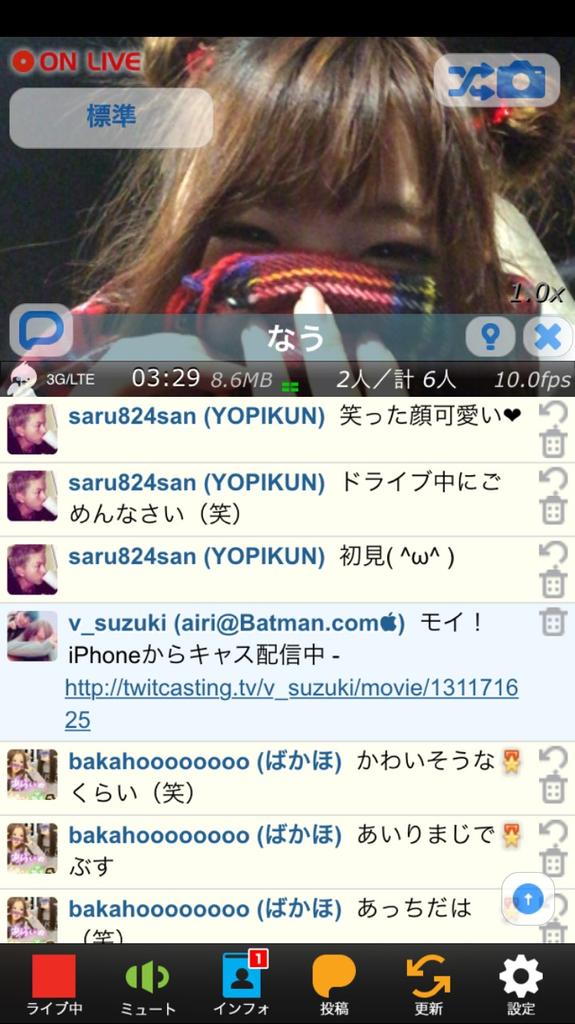 ON LIVE
標準
1.0x
なう
3G/LTE 03:29 8.6MB 2人／計 6人 10.0fps
saru824san (YOPIKUN) 笑った顔可愛い❤
saru824san (YOPIKUN) ドライブ中にご
めんなさい（笑）
saru824san (YOPIKUN) 初見( ^ω^ )
v_suzuki (airi@Batman.com) モイ！
iPhoneからキャス配信中 -
http://twitcasting.tv/v_suzuki/movie/1311716
25
bakahoooooooo (ばかほ) かわいそうな
くらい（笑）
bakahoooooooo (ばかほ) あいりまじで
ぶす
bakahoooooooo (ばかほ) あっちだは
（笑）
1
ライブ中 ミュート インフォ 投稿 更新 設定